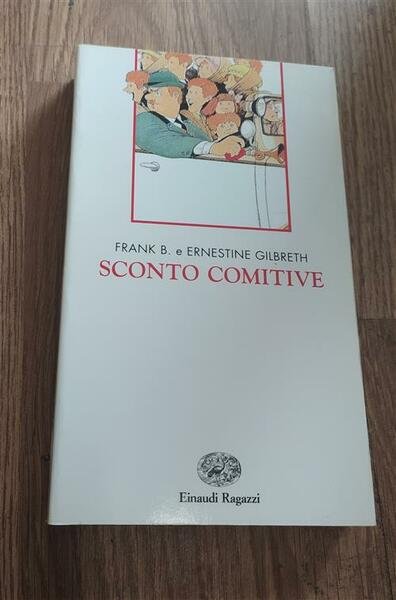 FRANK B. e ERNESTINE GILBRETH
SCONTO COMITIVE
Einaudi Ragazzi